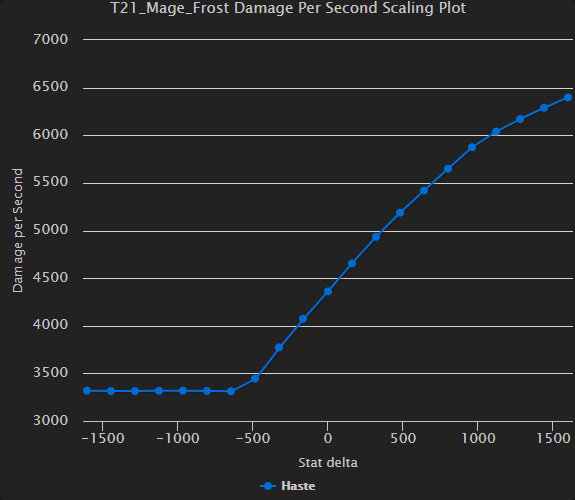 T21_Mage_Frost Damage Per Second Scaling Plot
7000
6500
6000
5500
5000
4500
4000
3500
3000
Damage per Second
-1500 -1000 -500 0 500 1000 1500
Stat delta
Haste